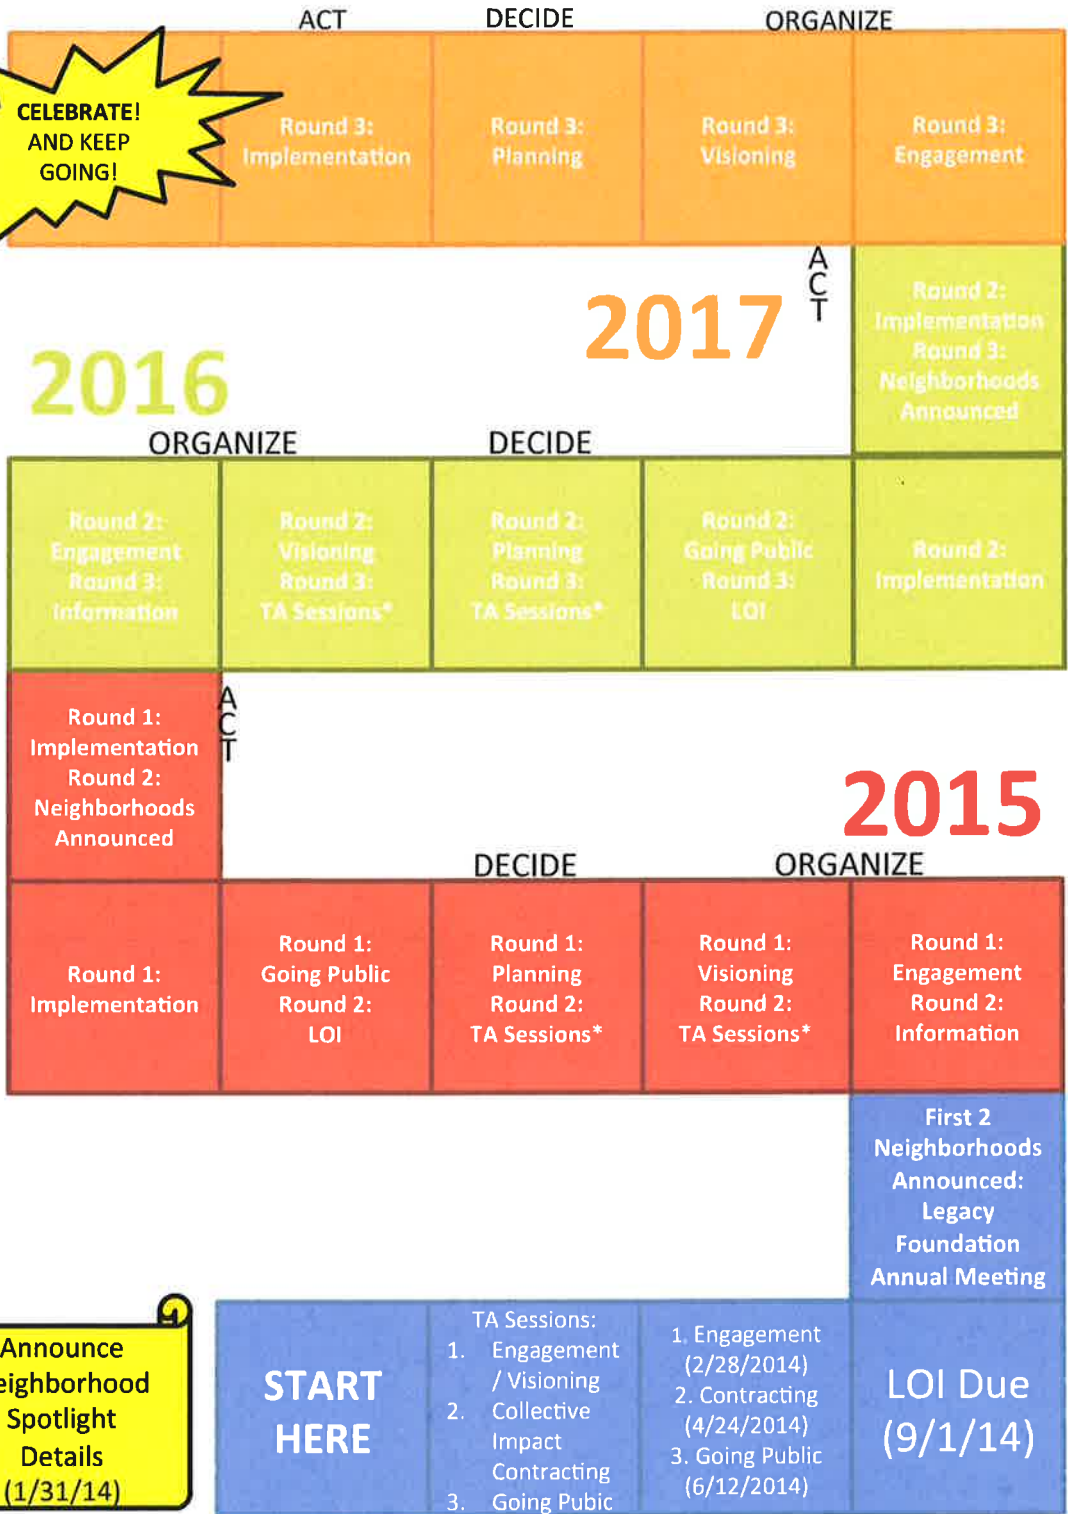 ACT
DECIDE
ORGANIZE
CELEBRATE!
AND KEEP
GOING!
Round 3:
Implementation
Round 3:
Planning
Round 3:
Visioning
Round 3:
Engagement
A
C
T
2017
Round 2:
Implementation
Round 3:
Neighborhoods
Announced
2016
ORGANIZE
DECIDE
Round 2:
Engagement
Round 3:
Information
Round 2:
Visioning
Round 3:
TA Sessions*
Round 2:
Planning
Round 3:
TA Sessions*
Round 2:
Going Public
Round 3:
LOI
Round 2:
Implementation
Round 1:
Implementation
Round 2:
Neighborhoods
Announced
A
C
T
2015
DECIDE
ORGANIZE
Round 1:
Implementation
Round 1:
Going Public
Round 2:
LOI
Round 1:
Planning
Round 2:
TA Sessions*
Round 1:
Visioning
Round 2:
TA Sessions*
Round 1:
Engagement
Round 2:
Information
First 2
Neighborhoods
Announced:
Legacy
Foundation
Annual Meeting
Announce
eighborhood
Spotlight
Details
(1/31/14)
START
HERE
TA Sessions:
1. Engagement
/ Visioning
2. Collective
Impact
Contracting
3. Going Pubic
1. Engagement
(2/28/2014)
2. Contracting
(4/24/2014)
3. Going Public
(6/12/2014)
LOI Due
(9/1/14)